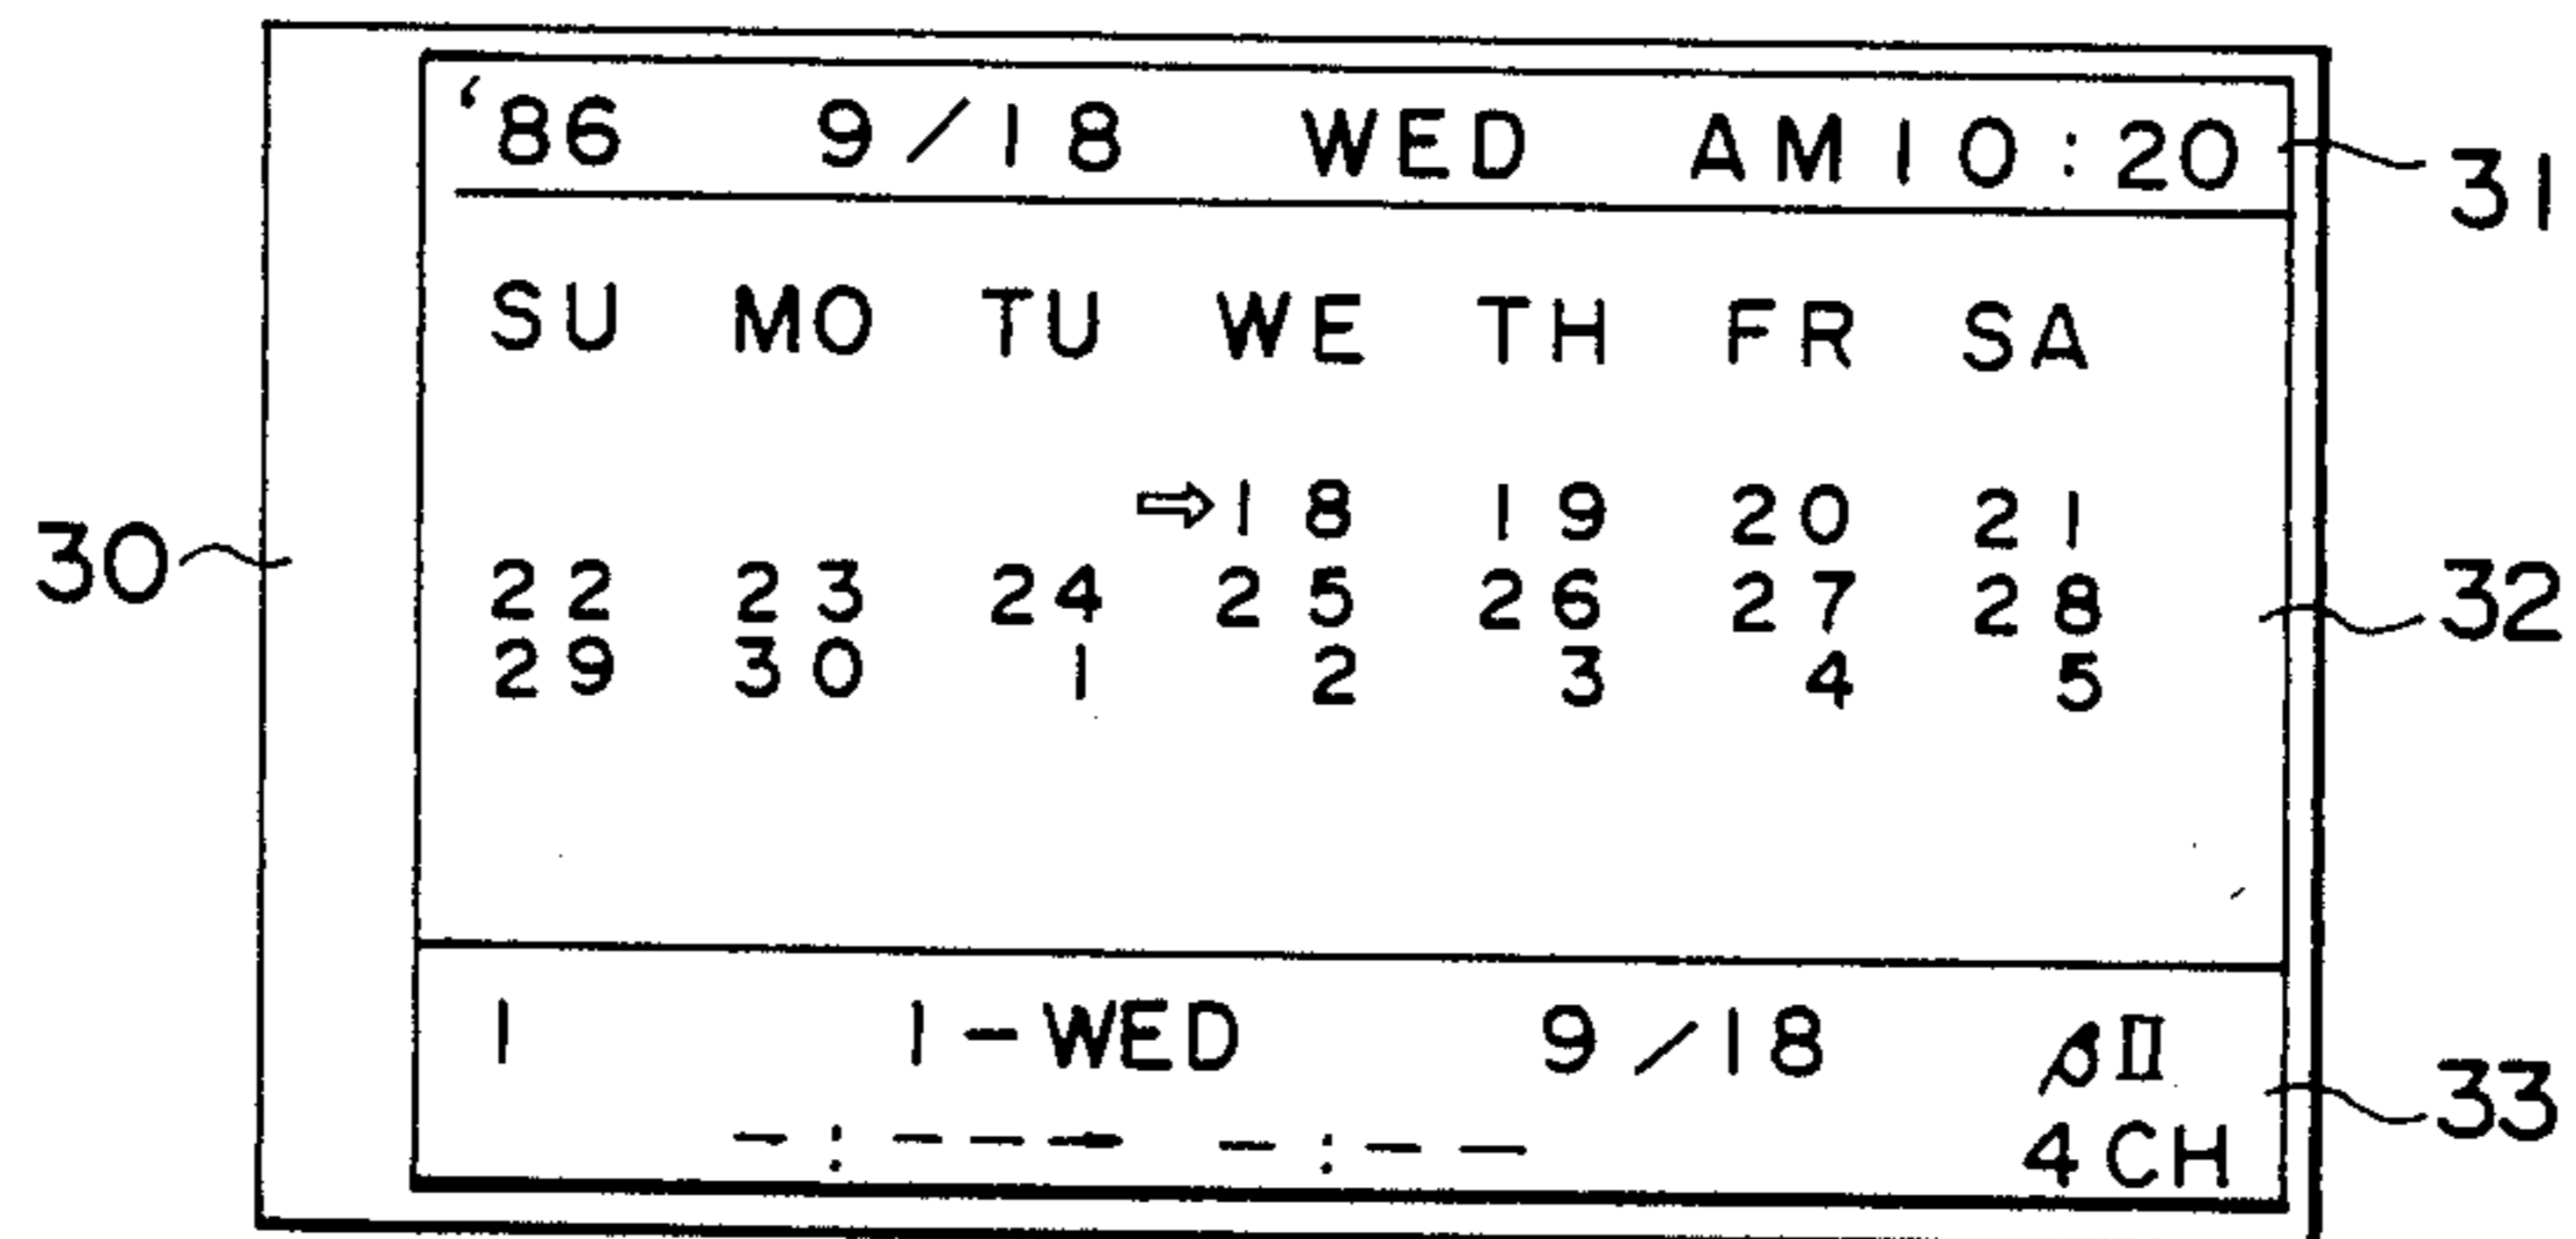 ‘86 9/18 WED AM10:20
31
SU MO TU WE TH FR SA
⇨18 19 20 21
30
22 23 24 25 26 27 28
32
29 30 1 2 3 4 5
1 1-WED 9/18
33
-:--- -:-- 4CH